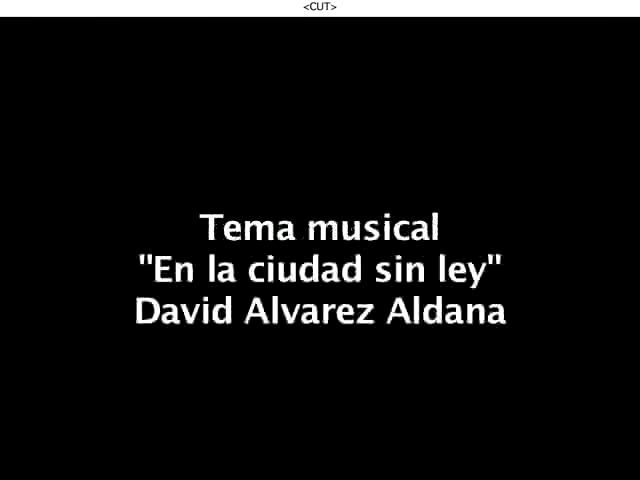 <CUT>
Tema musical
"En la ciudad sin ley"
David Alvarez Aldana